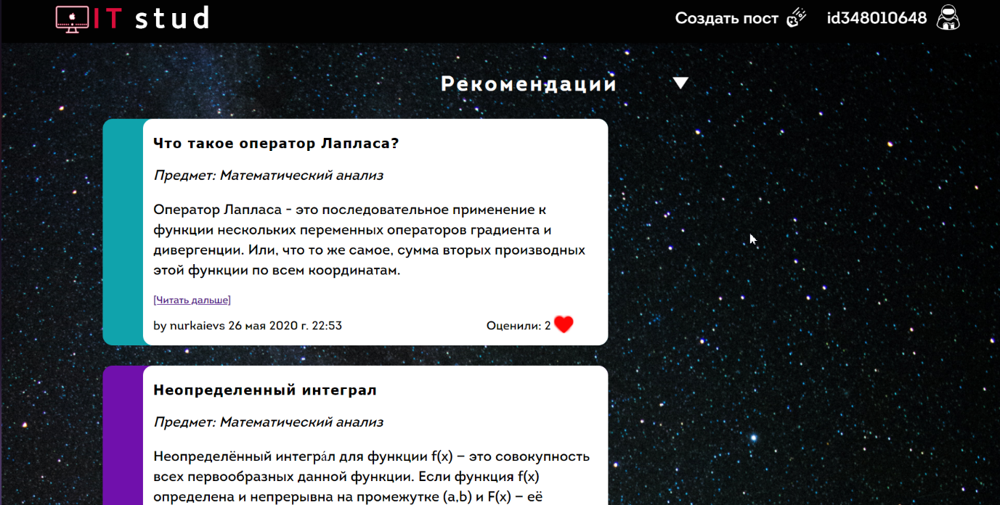 IT stud
Создать пост
id348010648
Рекомендации
Что такое оператор Лапласа?
Предмет: Математический анализ
Оператор Лапласа - это последовательное применение к
функции нескольких переменных операторов градиента и
дивергенции. Или, что то же самое, сумма вторых производных
этой функции по всем координатам.
[Читать дальше]
by nurkaievs 26 мая 2020 г. 22:53
Оценили: 2
Неопределенный интеграл
Предмет: Математический анализ
Неопределённый интегра́л для функции f(x) – это совокупность
всех первообразных данной функции. Если функция f(x)
определена и непрерывна на промежутке (a,b) и F(x) – её